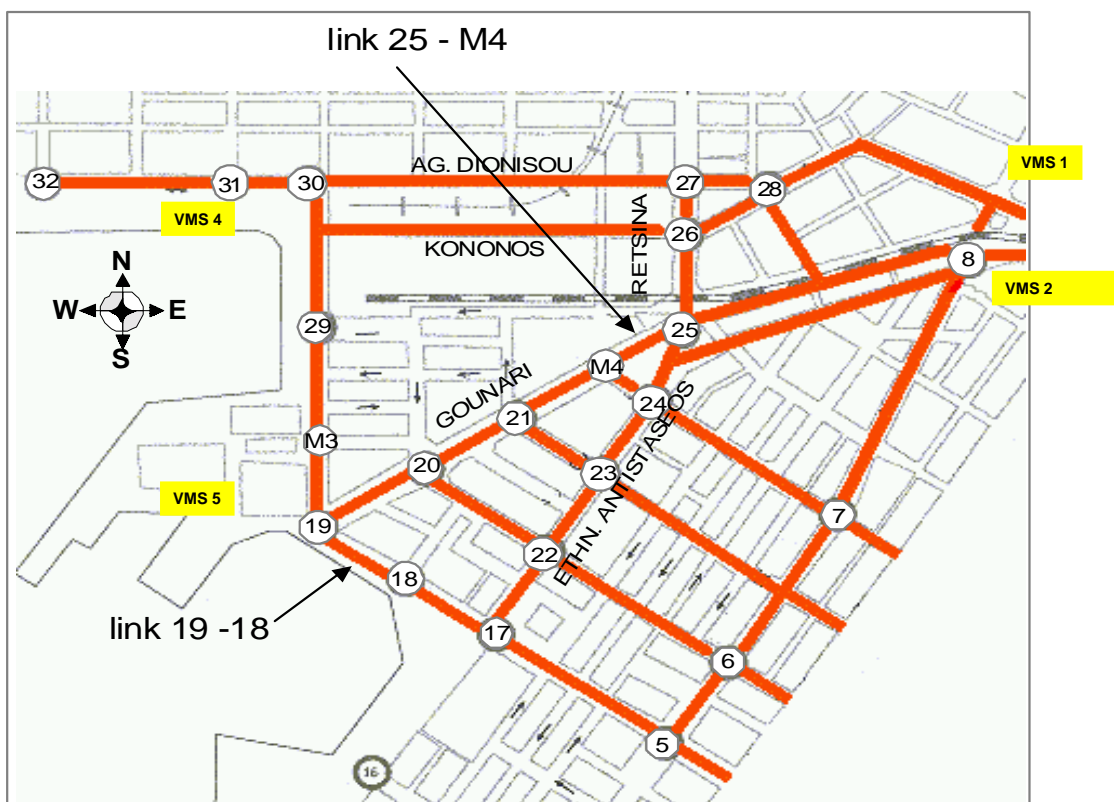 link 25 - M4
VMS 1
AG. DIONISOU
32
31
30
27
28
VMS 4
RETSINA
26
KONONOS
8
N
VMS 2
W
E
S
29
25
M4
GOUNARI
24
21
M3
ETHN. ANTISTASEOS
20
23
VMS 5
7
19
22
18
link 19 -18
17
6
5
16